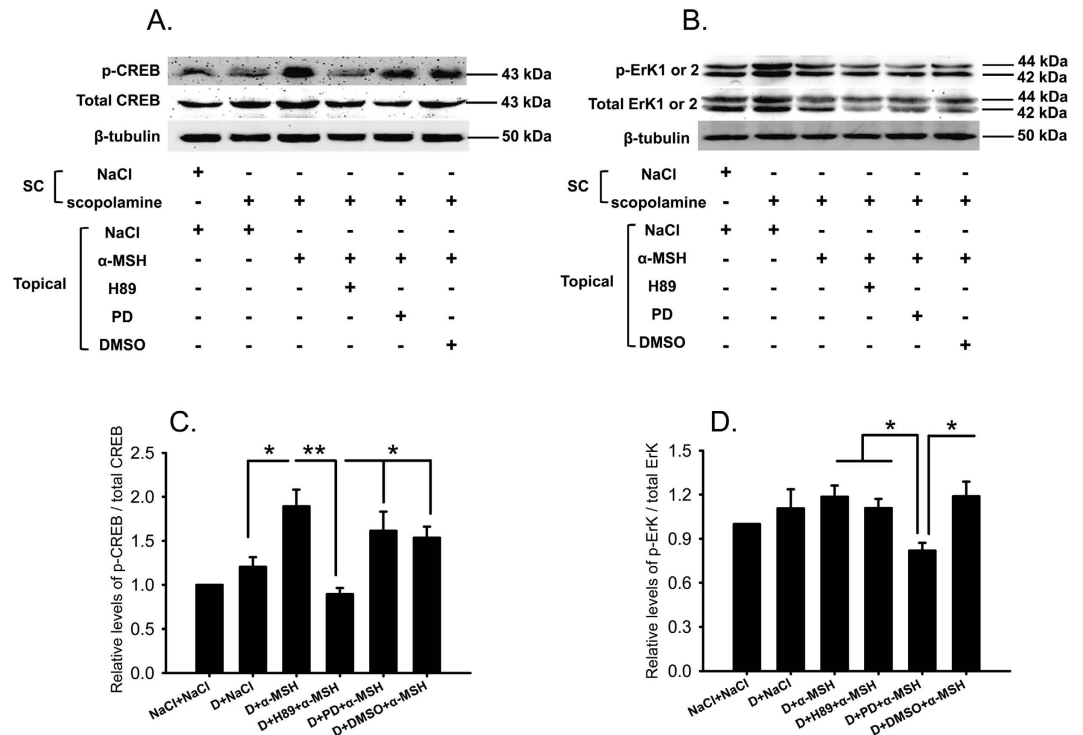 A.
p-CREB 43 kDa
Total CREB 43 kDa
β-tubulin 50 kDa
SC
NaCl + - - - - -
scopolamine - + + + + +
Topical
NaCl + + - - - -
α-MSH - - + + + +
H89 - - - + - -
PD - - - - + -
DMSO - - - - - +
B.
p-ErK1 or 2 44 kDa
42 kDa
Total ErK1 or 2 44 kDa
42 kDa
β-tubulin 50 kDa
SC
NaCl + - - - - -
scopolamine - + + + + +
Topical
NaCl + + - - - -
α-MSH - - + + + +
H89 - - - + - -
PD - - - - + -
DMSO - - - - - +
C.
Relative levels of p-CREB / total CREB
2.5
2.0
1.5
1.0
0.5
0.0
* ** *
NaCl+NaCl
D+NaCl
D+α-MSH
D+H89+α-MSH
D+PD+α-MSH
D+DMSO+α-MSH
D.
Relative levels of p-ErK / total ErK
1.5
1.2
0.9
0.6
0.3
0.0
* *
NaCl+NaCl
D+NaCl
D+α-MSH
D+H89+α-MSH
D+PD+α-MSH
D+DMSO+α-MSH